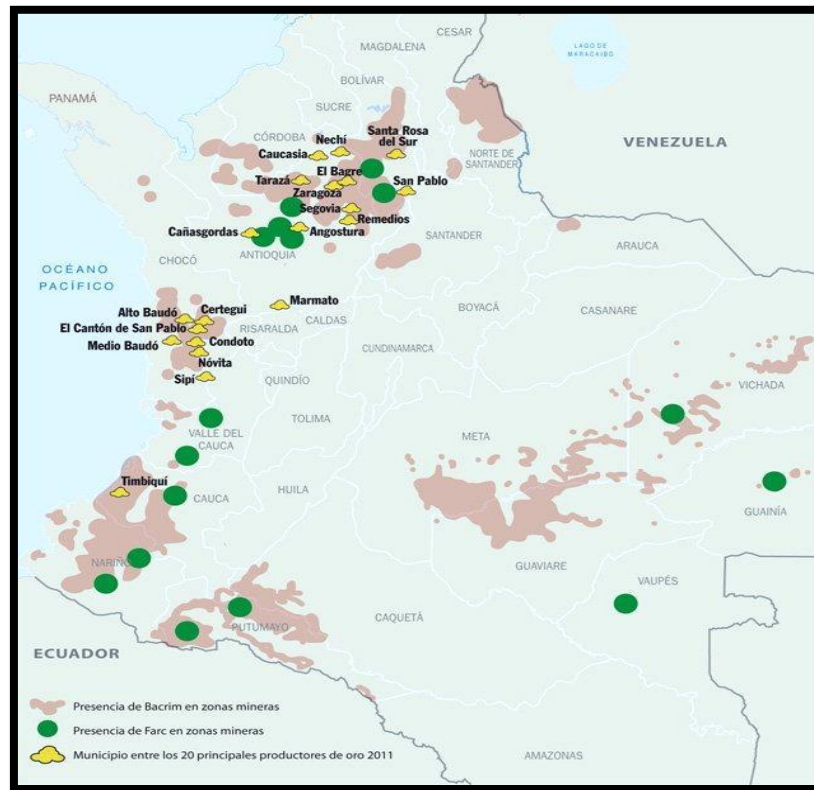 CESAR
MAGDALENA
LAGO DE
MARACAIBO
BOLÍVAR
PANAMÁ
SUCRE
CÓRDOBA
Nechí
Santa Rosa
del Sur
VENEZUELA
Caucasia
NORTE DE
SANTANDER
Tarazá
El Bagre
San Pablo
Zaragoza
Segovia
Remedios
Cañasgordas
Angostura
SANTANDER
ANTIOQUIA
ARAUCA
CHOCÓ
OCÉANO
PACÍFICO
Marmato
Alto Baudó
Certegui
BOYACÁ
CASANARE
El Cantón de San Pablo
RISARALDA
CALDAS
Medio Baudó
Condoto
CUNDINAMARCA
Nóvita
Sipí
QUINDÍO
VICHADA
TOLIMA
VALLE DEL
CAUCA
META
Timbiquí
CAUCA
HUILA
GUAINÍA
NARIÑO
GUAVIARE
VAUPÉS
CAQUETÁ
PUTUMAYO
ECUADOR
Presencia de Bacrim en zonas mineras
Presencia de Farc en zonas mineras
Municipio entre los 20 principales productores de oro 2011
AMAZONAS